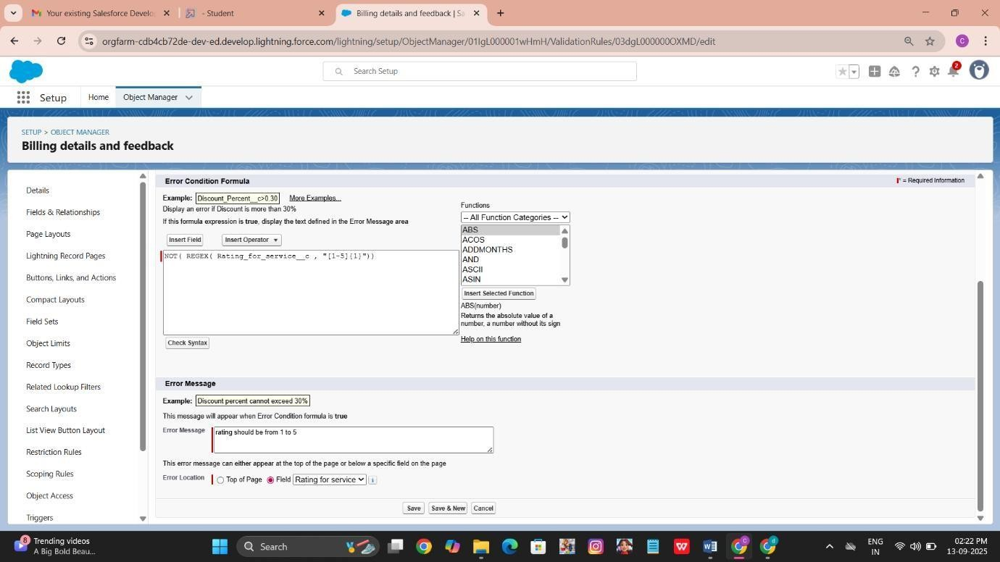 Your existing Salesforce Develo
- Student
Billing details and feedback | Sa
orgfarm-cdb4cb72de-dev-ed.develop.lightning.force.com/lightning/setup/ObjectManager/01IgL000001wHmH/ValidationRules/03dgL000000OXMD/edit
C
Search Setup
2
Setup
Home
Object Manager
SETUP > OBJECT MANAGER
Billing details and feedback
Details
Fields & Relationships
Page Layouts
Lightning Record Pages
Buttons, Links, and Actions
Compact Layouts
Field Sets
Object Limits
Record Types
Related Lookup Filters
Search Layouts
List View Button Layout
Restriction Rules
Scoping Rules
Object Access
Triggers
Error Condition Formula
= Required Information
Example: Discount_Percent__c>0.30 More Examples...
Display an error if Discount is more than 30%
If this formula expression is true, display the text defined in the Error Message area
Insert Field
Insert Operator
NOT( REGEX( Rating_for_service__c , "[1-5]{1}"))
Check Syntax
Functions
-- All Function Categories --
ABS
ACOS
ADDMONTHS
AND
ASCII
ASIN
Insert Selected Function
ABS(number)
Returns the absolute value of a
number, a number without its sign
Help on this function
Error Message
Example: Discount percent cannot exceed 30%
This message will appear when Error Condition formula is true
Error Message
rating should be from 1 to 5
This error message can either appear at the top of the page or below a specific field on the page
Error Location Top of Page Field Rating for service i
Save
Save & New
Cancel
8
Trending videos
A Big Bold Beau...
Search
W
C
d
ENG
IN
02:22 PM
13-09-2025